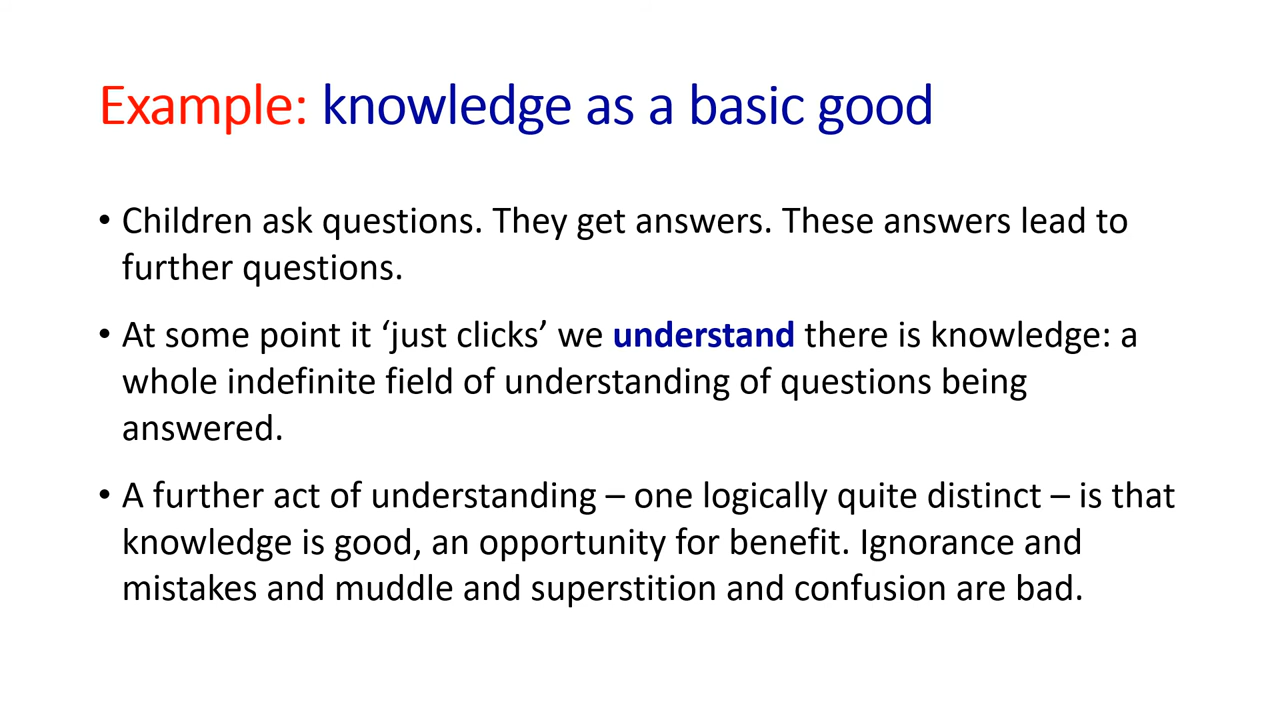 Example: knowledge as a basic good
• Children ask questions. They get answers. These answers lead to
further questions.
• At some point it ‘just clicks’ we understand there is knowledge: a
whole indefinite field of understanding of questions being
answered.
• A further act of understanding – one logically quite distinct – is that
knowledge is good, an opportunity for benefit. Ignorance and
mistakes and muddle and superstition and confusion are bad.